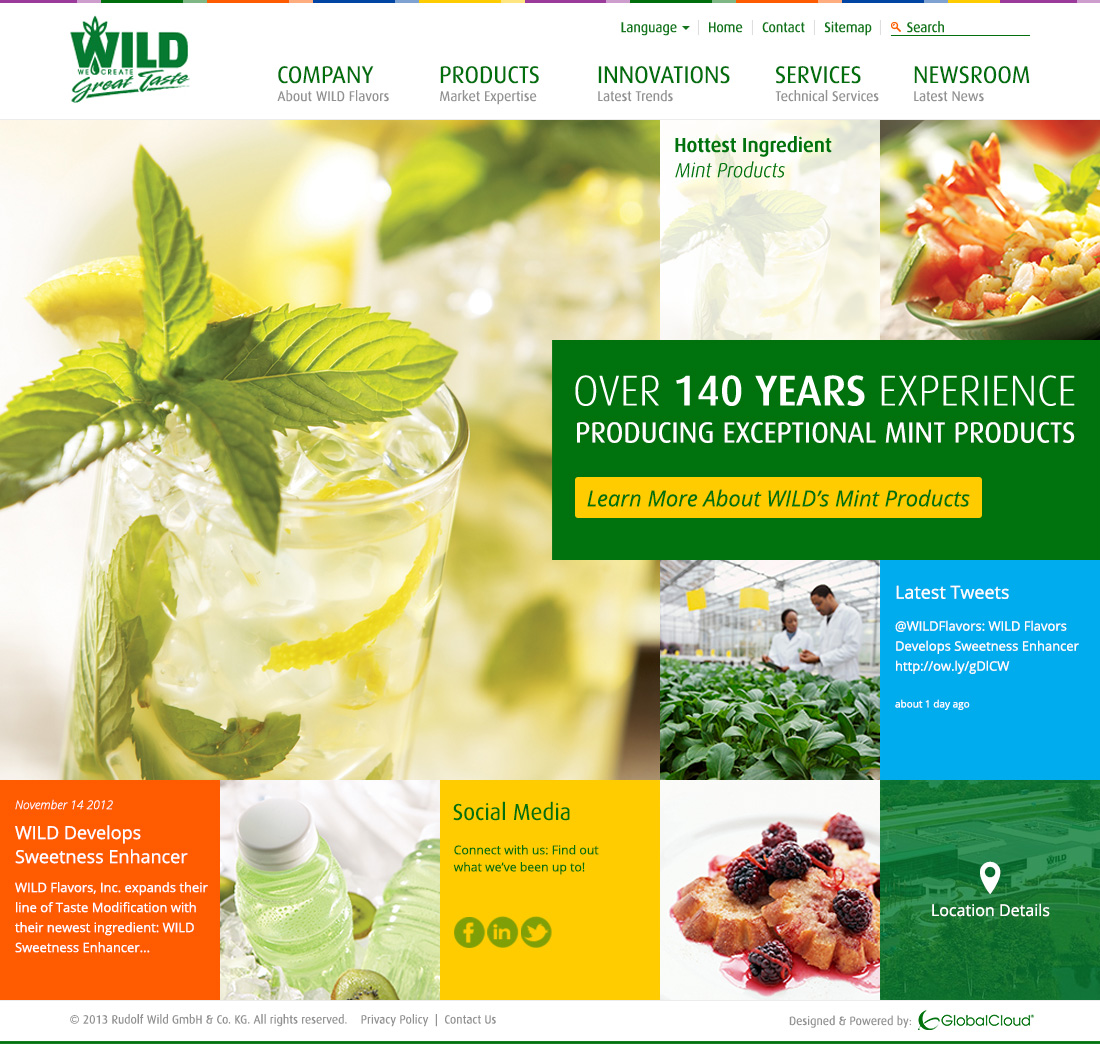 WILD
WE CREATE
Great Taste
Language
Home
Contact
Sitemap
Search
COMPANY
About WILD Flavors
PRODUCTS
Market Expertise
INNOVATIONS
Latest Trends
SERVICES
Technical Services
NEWSROOM
Latest News
Hottest Ingredient
Mint Products
OVER 140 YEARS EXPERIENCE
PRODUCING EXCEPTIONAL MINT PRODUCTS
Learn More About WILD’s Mint Products
Latest Tweets
@WILDFlavors: WILD Flavors
Develops Sweetness Enhancer
http://ow.ly/gDlCW
about 1 day ago
November 14 2012
WILD Develops
Sweetness Enhancer
WILD Flavors, Inc. expands their
line of Taste Modification with
their newest ingredient: WILD
Sweetness Enhancer...
Social Media
Connect with us: Find out
what we’ve been up to!
f
in
WILD
Location Details
© 2013 Rudolf Wild GmbH & Co. KG. All rights reserved. Privacy Policy | Contact Us
Designed & Powered by: GlobalCloud®